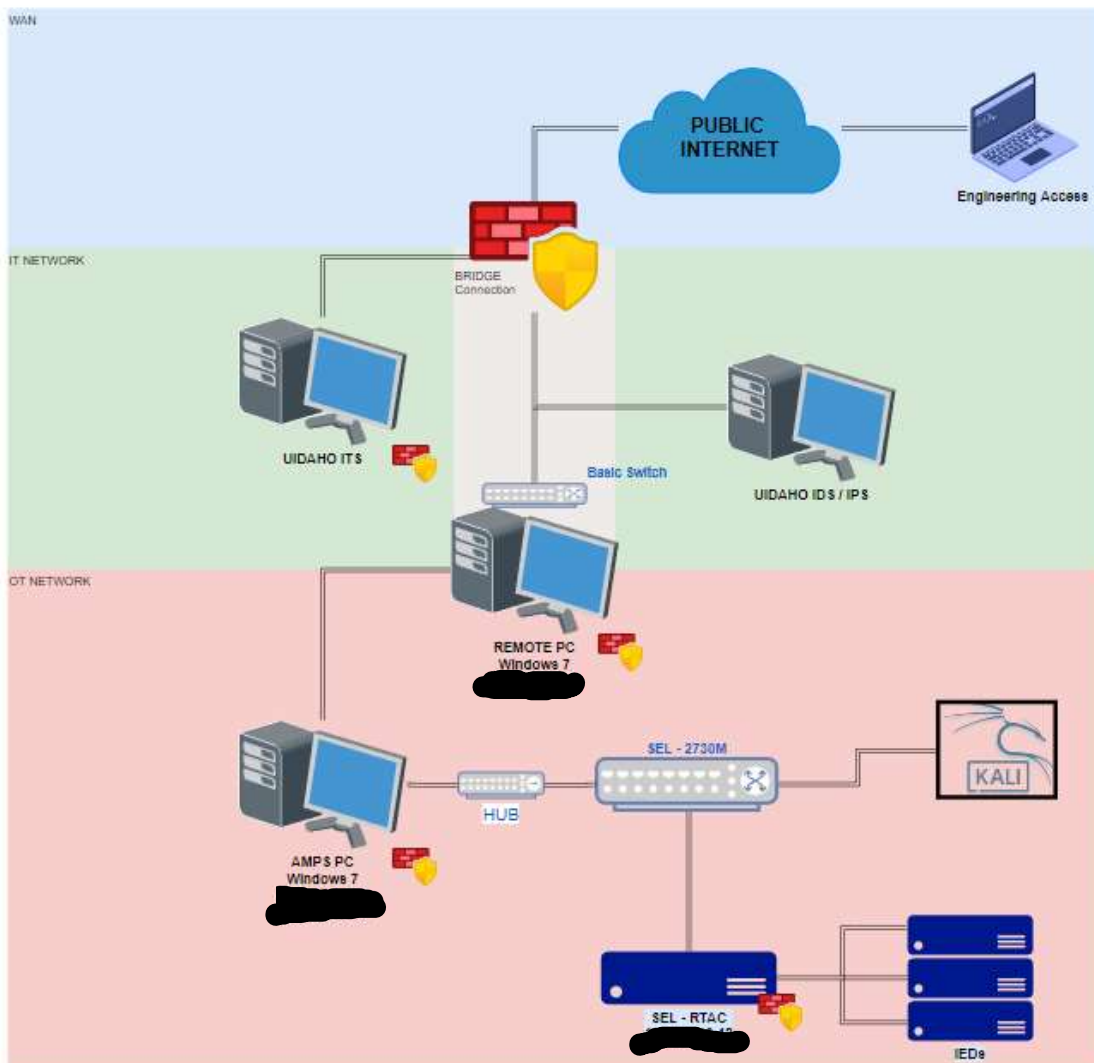 WAN
PUBLIC
INTERNET
Engineering Access
IT NETWORK
BRIDGE
Connection
UIDAHO ITS
Basic Switch
UIDAHO IDS / IPS
OT NETWORK
REMOTE PC
Windows 7
SEL - 2730M
KALI
HUB
AMPS PC
Windows 7
SEL - RTAC
IEDs